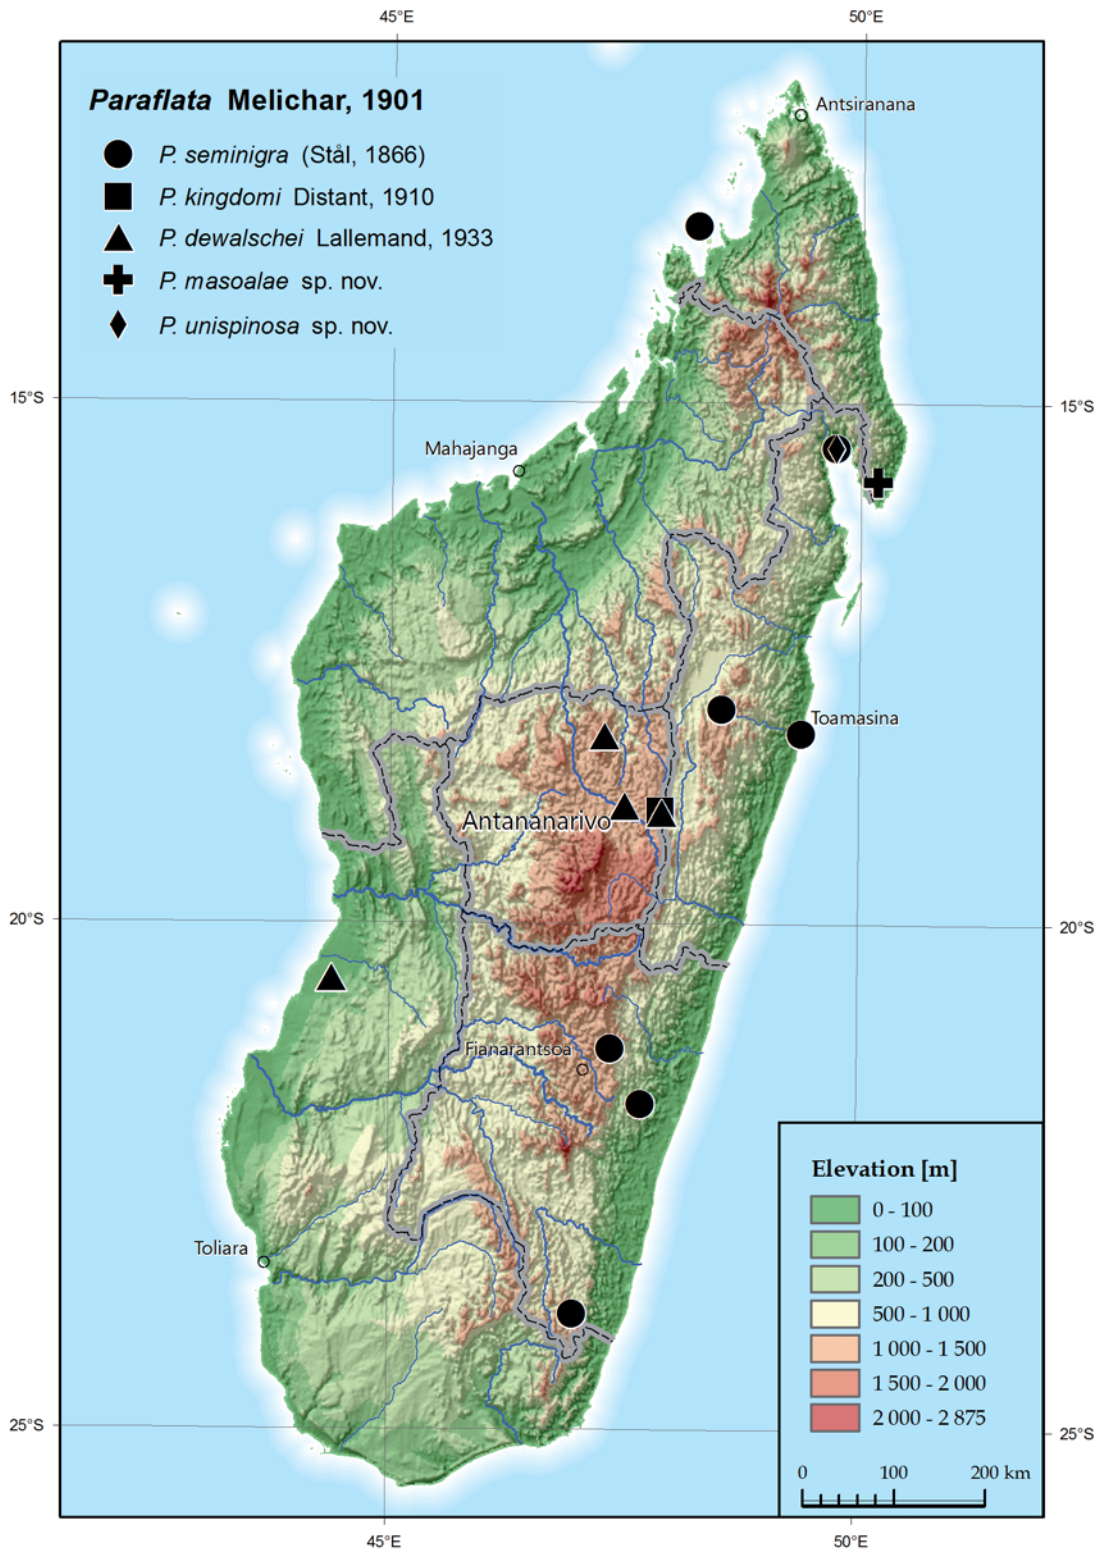 45°E 50°E
Paraflata Melichar, 1901
P. seminigra (Stål, 1866)
P. kingdomi Distant, 1910
P. dewalschei Lallemand, 1933
P. masoalae sp. nov.
P. unispinosa sp. nov.
Antsiranana
15°S
15°S
Mahajanga
Toamasina
Antananarivo
20°S
20°S
Fianarantsoa
Toliara
Elevation [m]
0 - 100
100 - 200
200 - 500
500 - 1 000
1 000 - 1 500
1 500 - 2 000
2 000 - 2 875
25°S
25°S
0 100 200 km
45°E 50°E